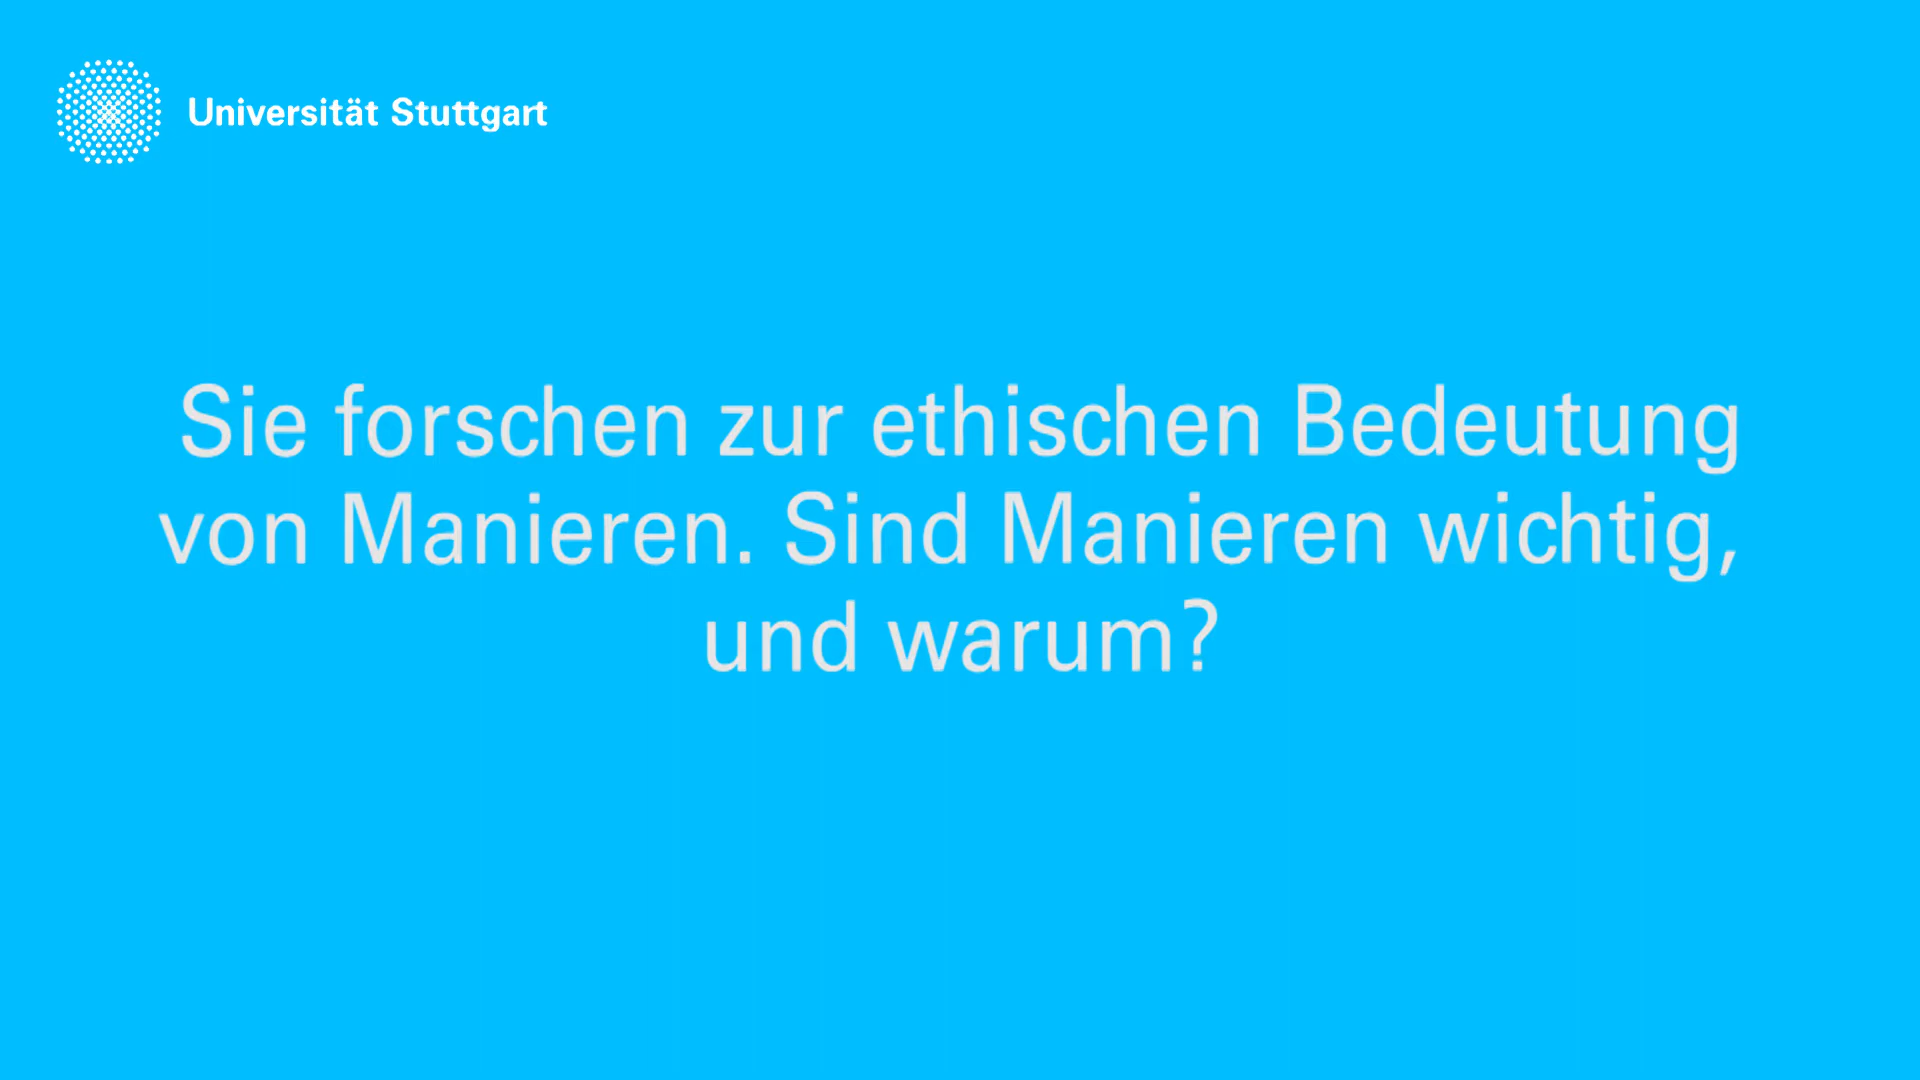 Universität Stuttgart
Sie forschen zur ethischen Bedeutung
von Manieren. Sind Manieren wichtig,
und warum?